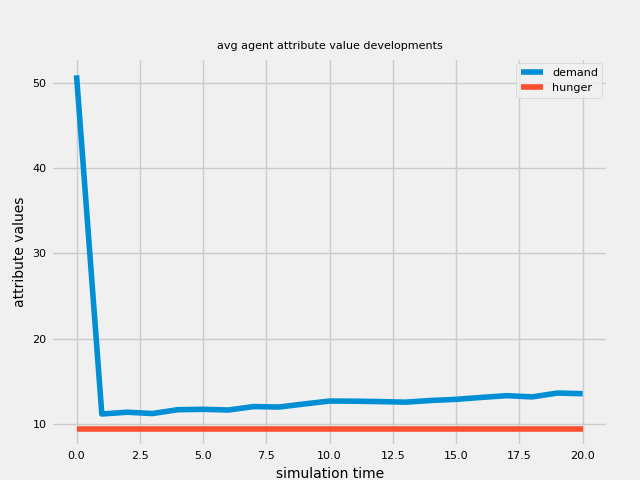 avg agent attribute value developments
demand
hunger
50
40
30
20
10
attribute values
0.0 2.5 5.0 7.5 10.0 12.5 15.0 17.5 20.0
simulation time